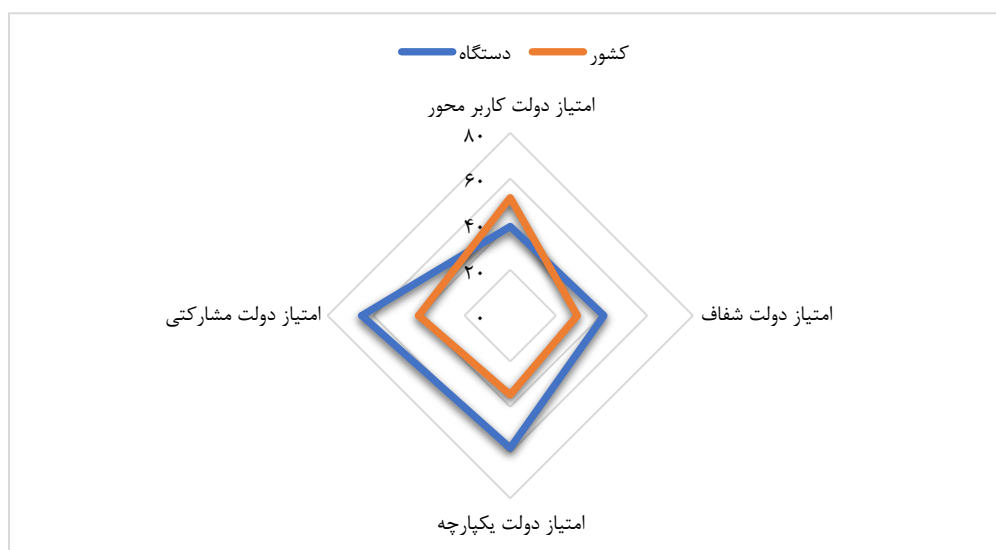 کشور دستگاه
امتیاز دولت کاربر محور
۸۰
۶۰
۴۰
۲۰
۰
امتیاز دولت شفاف
امتیاز دولت مشارکتی
امتیاز دولت یکپارچه